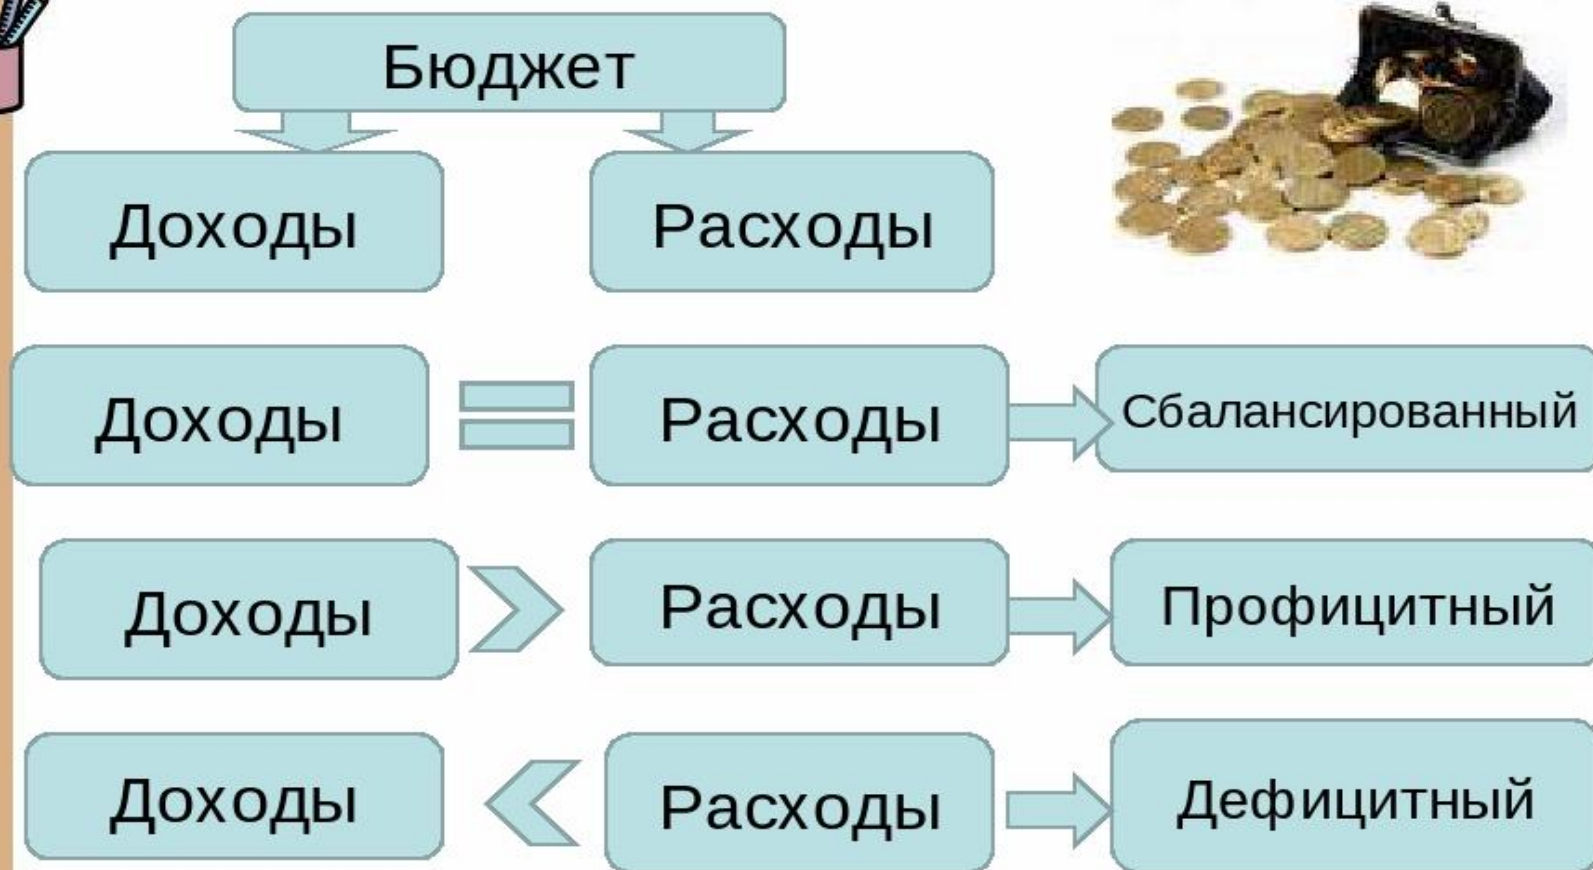 Бюджет
Доходы Расходы
Доходы = Расходы Сбалансированный
Доходы > Расходы Профицитный
Доходы < Расходы Дефицитный